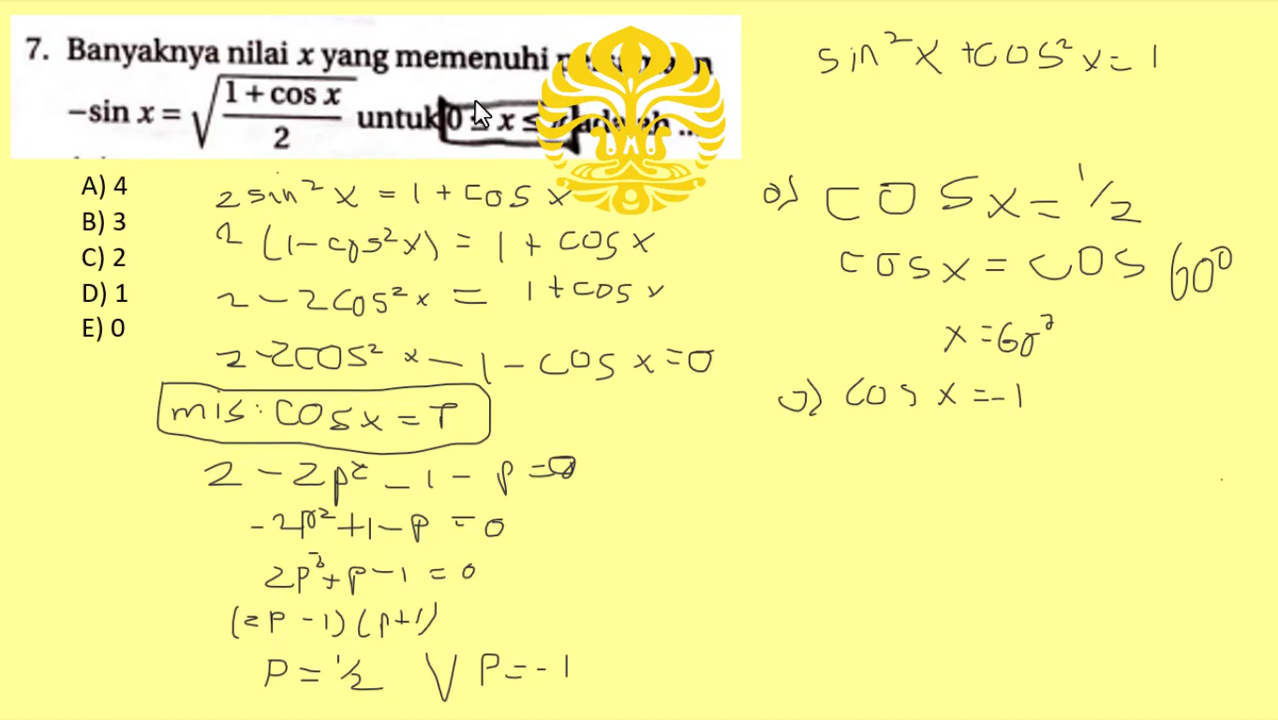 7. Banyaknya nilai x yang memenuhi
-sin x = √((1 + cos x)/2) untuk 0 ≤ x ≤
A) 4
B) 3
C) 2
D) 1
E) 0
2 sin² x = 1 + cos x
2 (1 - cos² x) = 1 + cos x
2 - 2 cos² x = 1 + cos x
2 - 2cos² x - 1 - cos x = 0
mis: cos x = P
2 - 2p² - 1 - p = 0
-2p² + 1 - p = 0
2p² + p - 1 = 0
(2p - 1) (p+1)
P = 1/2 V P = -1
sin² x + cos² x = 1
cos x = 1/2
cos x = cos 60°
x = 60°
cos x = -1